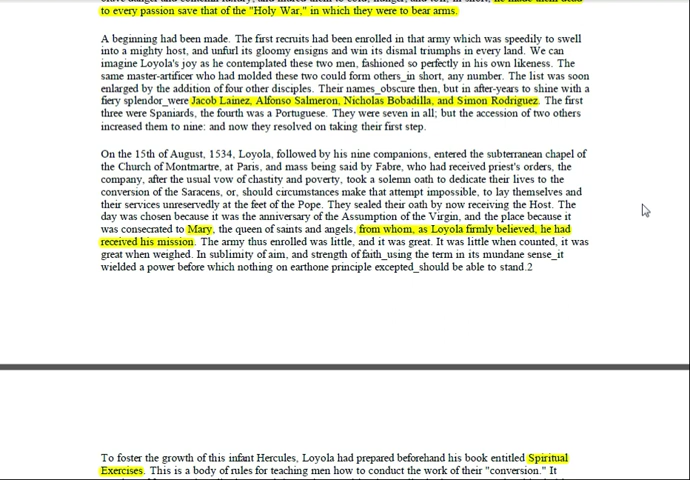 to every passion save that of the "Holy War," in which they were to bear arms.
A beginning had been made. The first recruits had been enrolled in that army which was speedily to swell
into a mighty host, and unfurl its gloomy ensigns and win its dismal triumphs in every land. We can
imagine Loyola's joy as he contemplated these two men, fashioned so perfectly in his own likeness. The
same master-artificer who had molded these two could form others_in short, any number. The list was soon
enlarged by the addition of four other disciples. Their names_obscure then, but in after-years to shine with a
fiery splendor_were Jacob Lainez, Alfonso Salmeron, Nicholas Bobadilla, and Simon Rodriguez. The first
three were Spaniards, the fourth was a Portuguese. They were seven in all; but the accession of two others
increased them to nine: and now they resolved on taking their first step.
On the 15th of August, 1534, Loyola, followed by his nine companions, entered the subterranean chapel of
the Church of Montmartre, at Paris, and mass being said by Fabre, who had received priest's orders, the
company, after the usual vow of chastity and poverty, took a solemn oath to dedicate their lives to the
conversion of the Saracens, or, should circumstances make that attempt impossible, to lay themselves and
their services unreservedly at the feet of the Pope. They sealed their oath by now receiving the Host. The
day was chosen because it was the anniversary of the Assumption of the Virgin, and the place because it
was consecrated to Mary, the queen of saints and angels, from whom, as Loyola firmly believed, he had
received his mission. The army thus enrolled was little, and it was great. It was little when counted, it was
great when weighed. In sublimity of aim, and strength of faith_using the term in its mundane sense_it
wielded a power before which nothing on earthone principle excepted_should be able to stand.2
To foster the growth of this infant Hercules, Loyola had prepared beforehand his book entitled Spiritual
Exercises. This is a body of rules for teaching men how to conduct the work of their "conversion." It